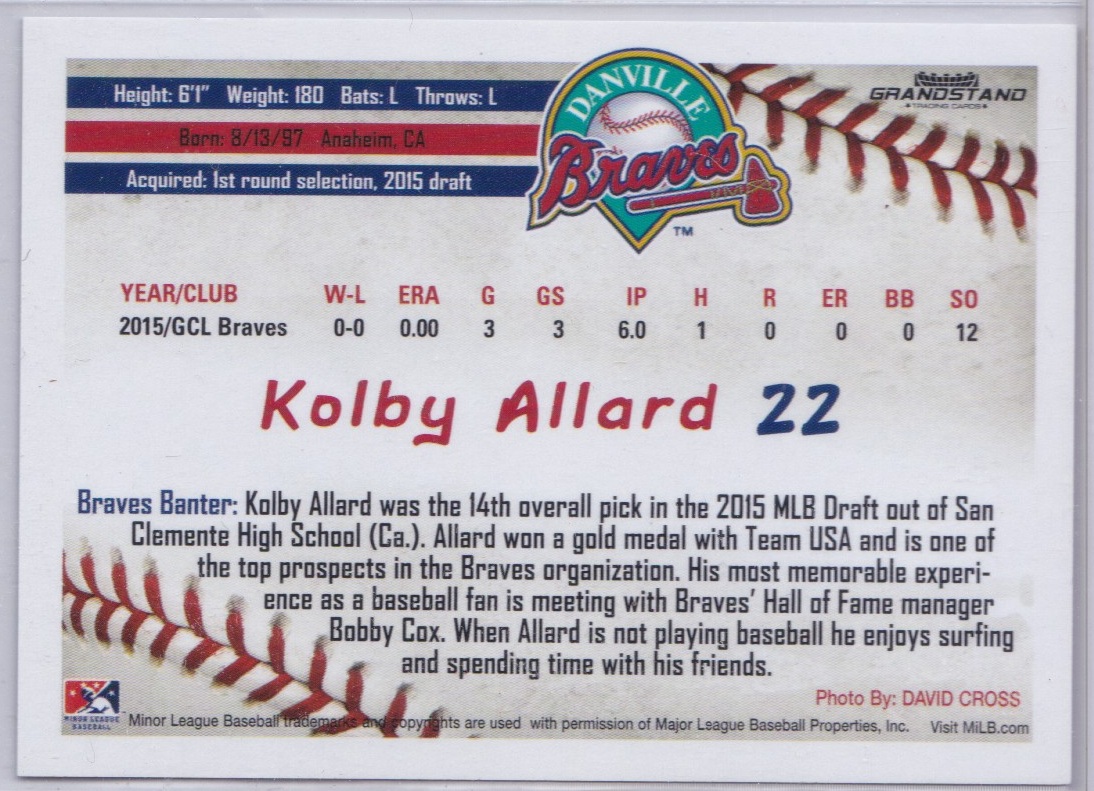 Height: 6'1" Weight: 180 Bats: L Throws: L
Born: 8/13/97 Anaheim, CA
Acquired: 1st round selection, 2015 draft
DANVILLE
Braves
TM
GRANDSTAND
TRADING CARDS
YEAR/CLUB W-L ERA G GS IP H R ER BB SO
2015/GCL Braves 0-0 0.00 3 3 6.0 1 0 0 0 12
Kolby Allard 22
Braves Banter: Kolby Allard was the 14th overall pick in the 2015 MLB Draft out of San
Clemente High School (Ca.). Allard won a gold medal with Team USA and is one of
the top prospects in the Braves organization. His most memorable experi-
ence as a baseball fan is meeting with Braves' Hall of Fame manager
Bobby Cox. When Allard is not playing baseball he enjoys surfing
and spending time with his friends.
Photo By: DAVID CROSS
MINOR LEAGUE
BASEBALL
Minor League Baseball trademarks and copyrights are used with permission of Major League Baseball Properties, Inc. Visit MiLB.com